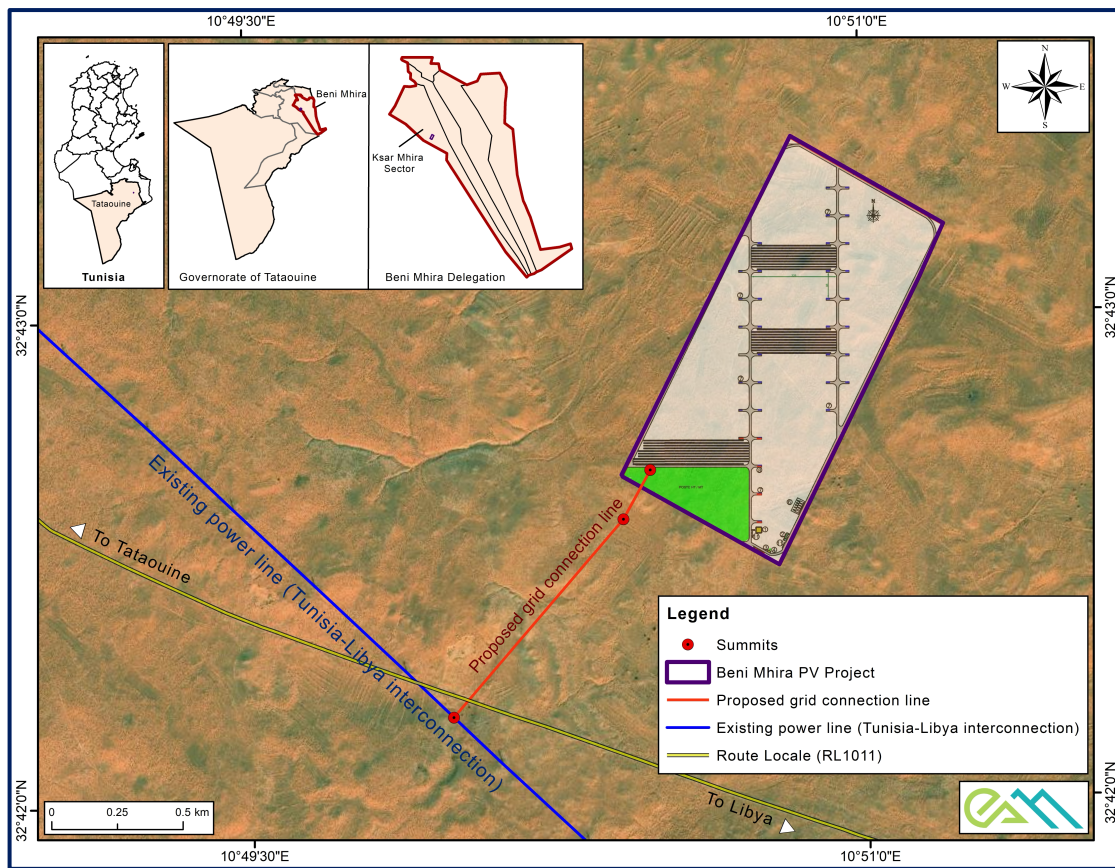 10°49'30"E
10°51'0"E
32°43'0"N
32°43'0"N
32°42'0"N
32°42'0"N
10°49'30"E
10°51'0"E
Tataouine
Tunisia
Beni Mhira
Governorate of Tataouine
Ksar Mhira
Sector
Beni Mhira Delegation
N
W
E
S
N
Existing power line (Tunisia-Libya interconnection)
To Tataouine
Proposed grid connection line
To Libya
Legend
Summits
Beni Mhira PV Project
Proposed grid connection line
Existing power line (Tunisia-Libya interconnection)
Route Locale (RL1011)
0
0.25
0.5 km